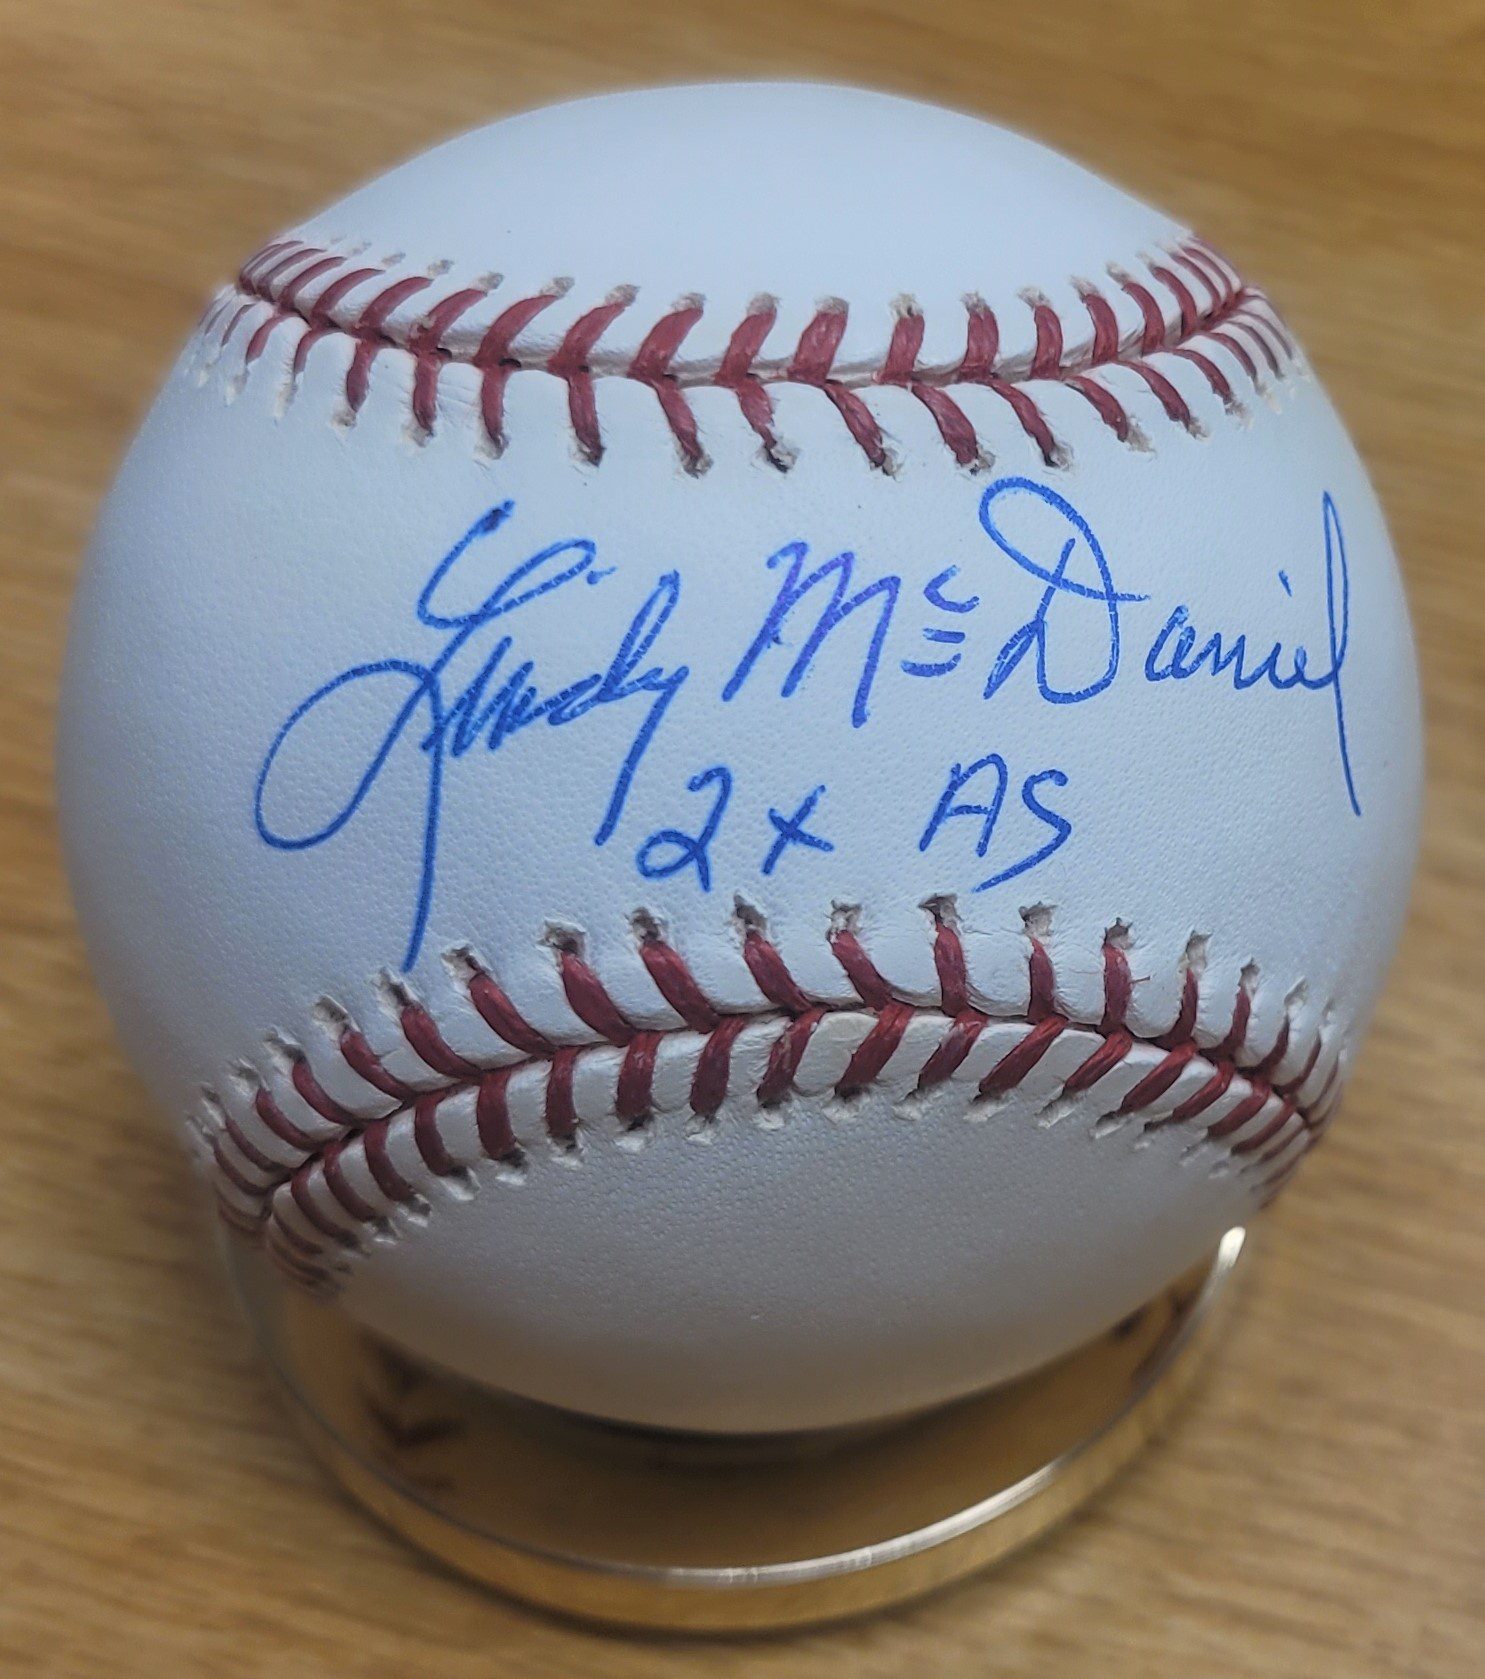 Lindy McDaniel
2x AS